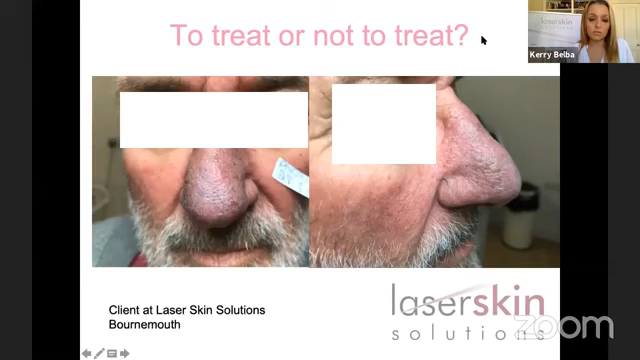 To treat or not to treat?
laserskin
Kerry Belba
Client at Laser Skin Solutions
Bournemouth
laserskin
solutions
zoom